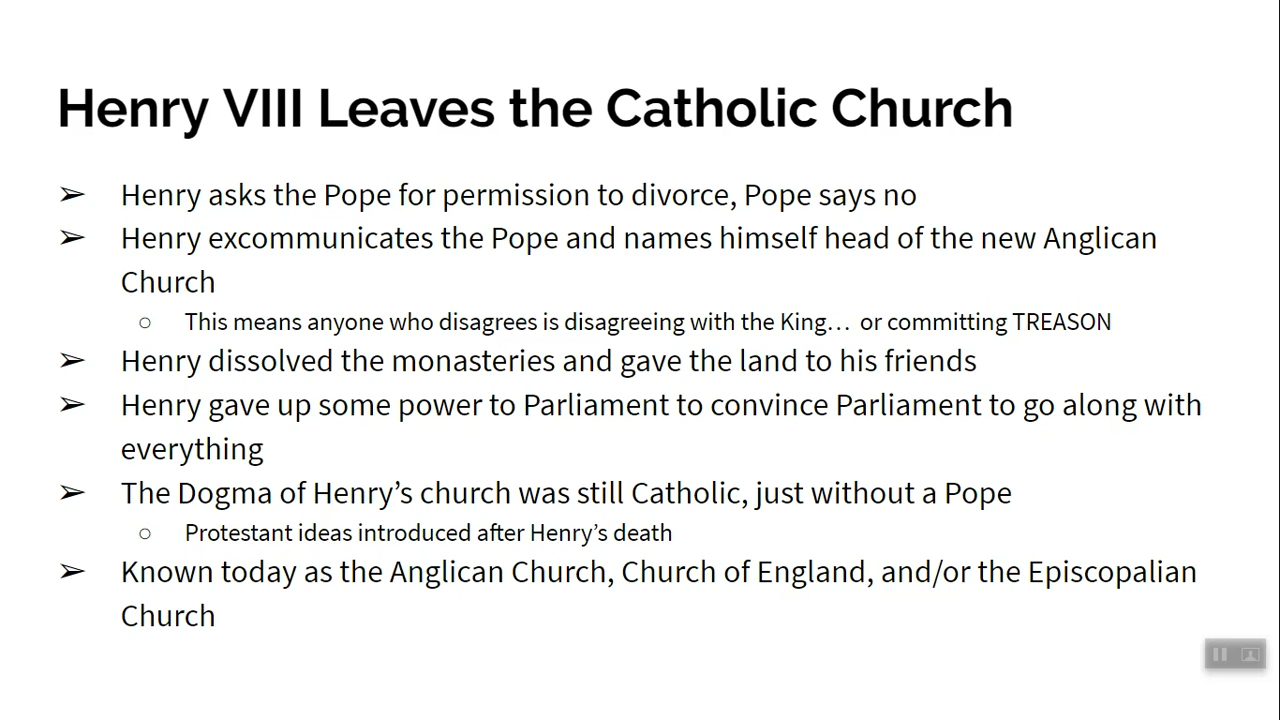 Henry VIII Leaves the Catholic Church
➢ Henry asks the Pope for permission to divorce, Pope says no
➢ Henry excommunicates the Pope and names himself head of the new Anglican
Church
○ This means anyone who disagrees is disagreeing with the King… or committing TREASON
➢ Henry dissolved the monasteries and gave the land to his friends
➢ Henry gave up some power to Parliament to convince Parliament to go along with
everything
➢ The Dogma of Henry’s church was still Catholic, just without a Pope
○ Protestant ideas introduced after Henry’s death
➢ Known today as the Anglican Church, Church of England, and/or the Episcopalian
Church